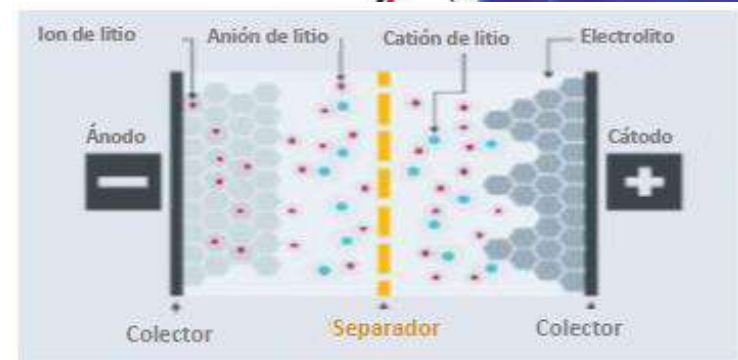 Ion de litio Anión de litio Catión de litio Electrolito
Ánodo Cátodo
Colector Separador Colector